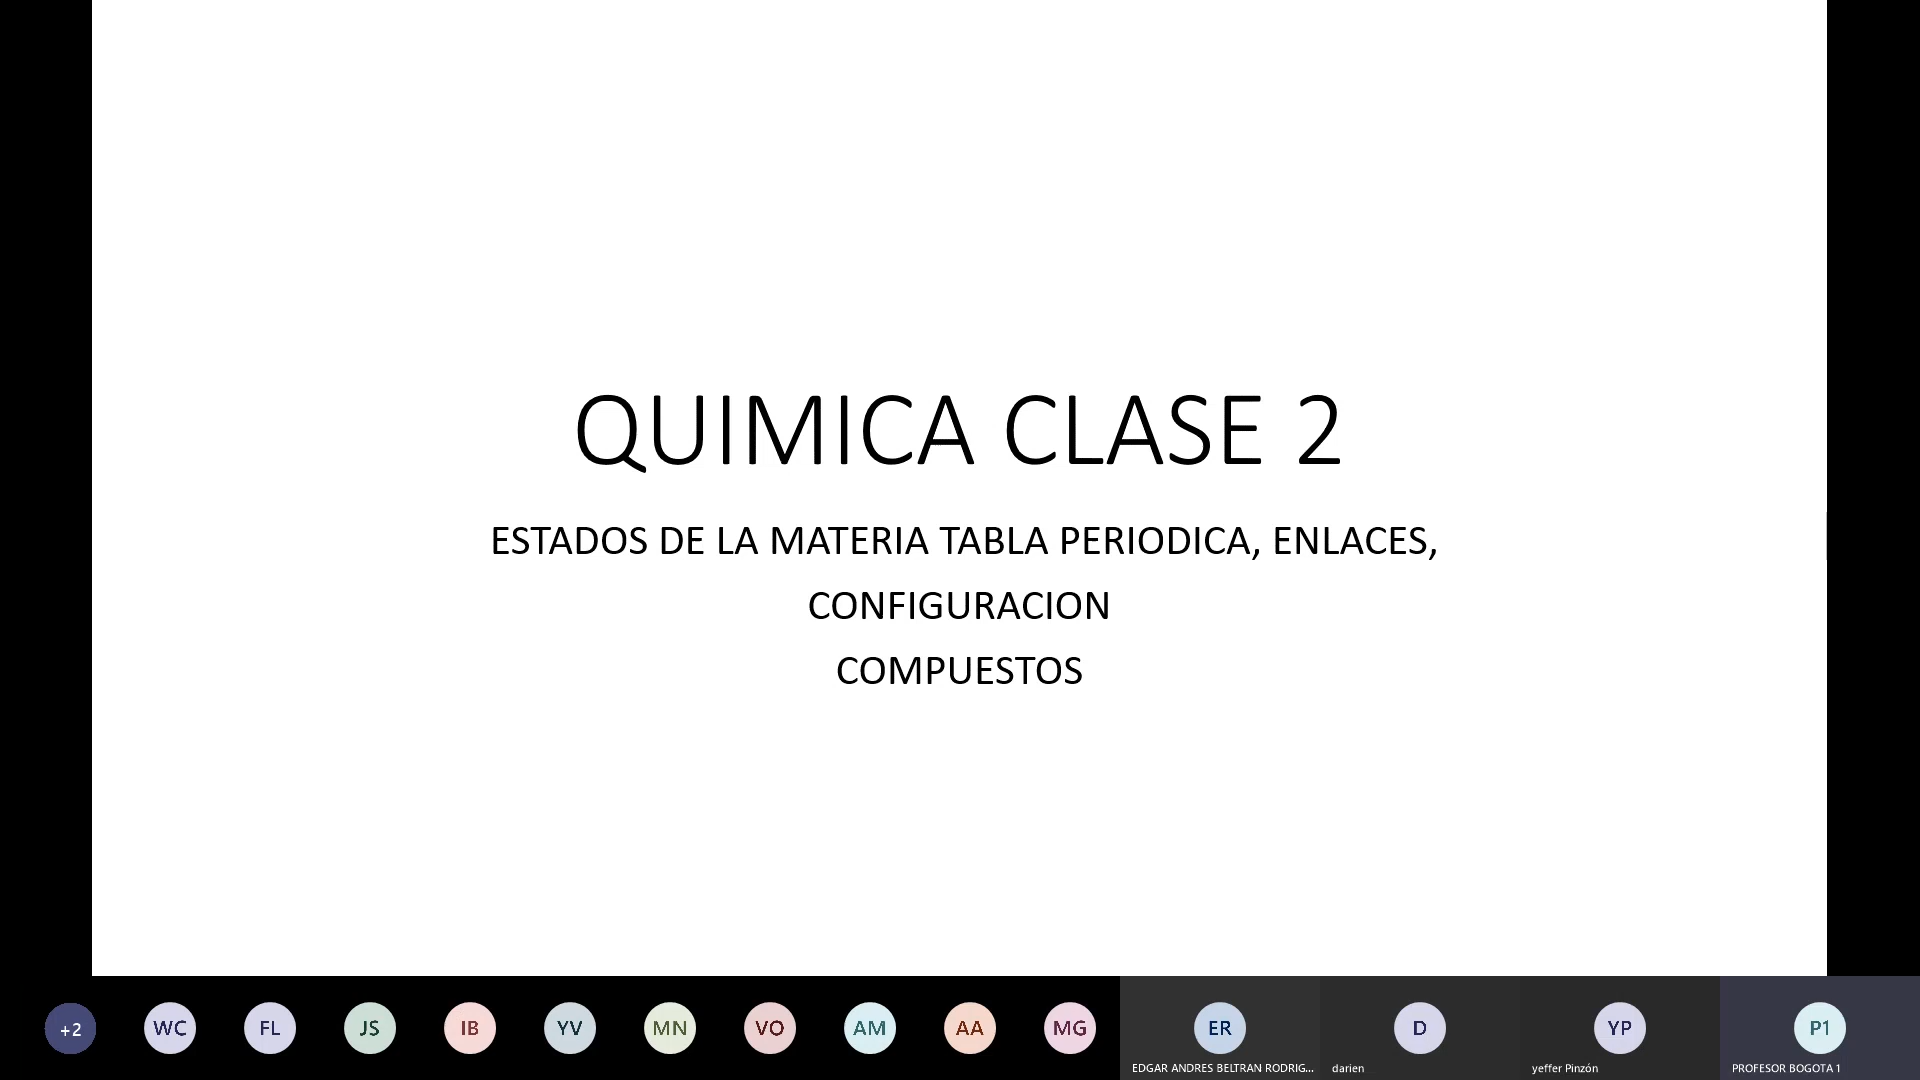 QUIMICA CLASE 2
ESTADOS DE LA MATERIA TABLA PERIODICA, ENLACES,
CONFIGURACION
COMPUESTOS
+2
WC
FL
JS
IB
YV
MN
VO
AM
AA
MG
ER
D
YP
P1
EDGAR ANDRES BELTRAN RODRIG...
darien
yeffer Pinzón
PROFESOR BOGOTA 1